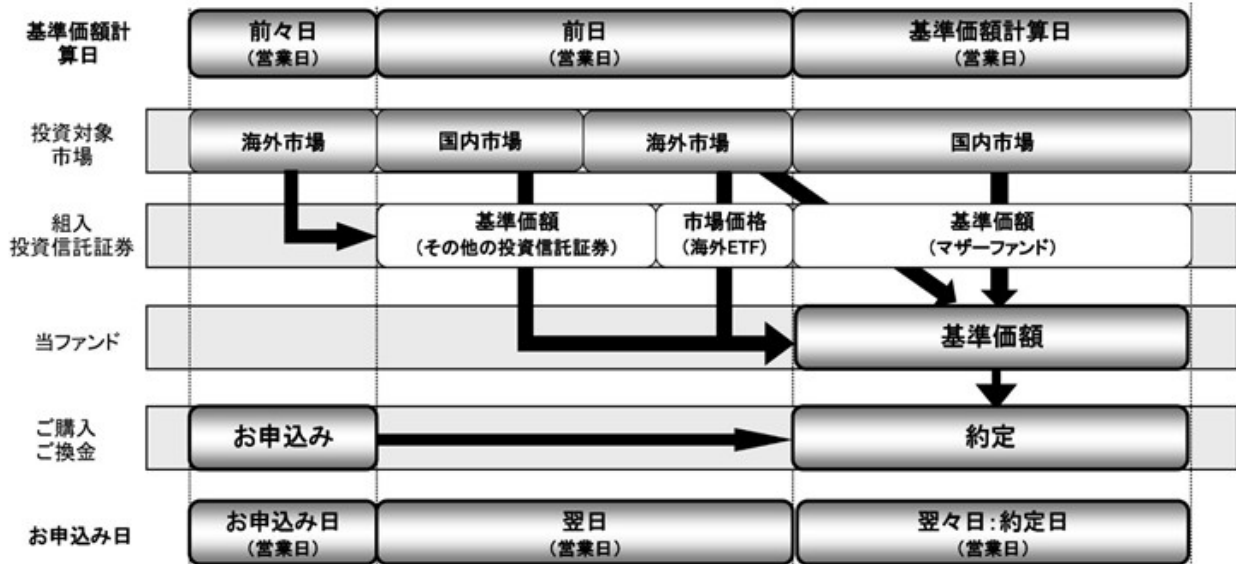 基準価額計
算日
前々日
(営業日)
前日
(営業日)
基準価額計算日
(営業日)
投資対象
市場
海外市場
国内市場
海外市場
国内市場
組入
投資信託証券
基準価額
(その他の投資信託証券)
市場価格
(海外ETF)
基準価額
(マザーファンド)
当ファンド
基準価額
ご購入
ご換金
お申込み
約定
お申込み日
お申込み日
(営業日)
翌日
(営業日)
翌々日:約定日
(営業日)